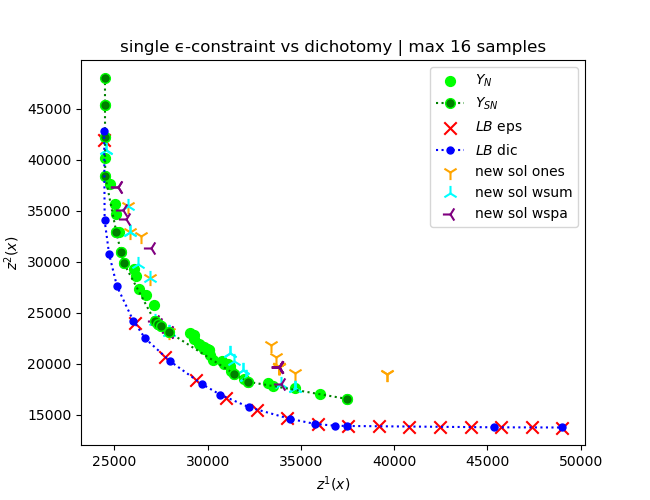 single ϵ-constraint vs dichotomy | max 16 samples
z²(x)
45000
40000
35000
30000
25000
20000
15000
Y_N
Y_SN
LB eps
LB dic
new sol ones
new sol wsum
new sol wspa
25000 30000 35000 40000 45000 50000
z¹(x)